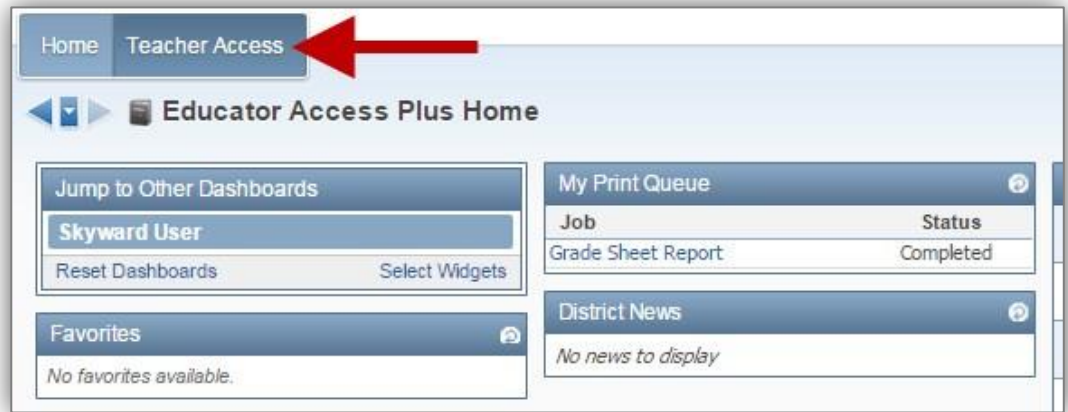 Home Teacher Access
Educator Access Plus Home
Jump to Other Dashboards
Skyward User
Reset Dashboards Select Widgets
Favorites
No favorites available.
My Print Queue
Job Status
Grade Sheet Report Completed
District News
No news to display